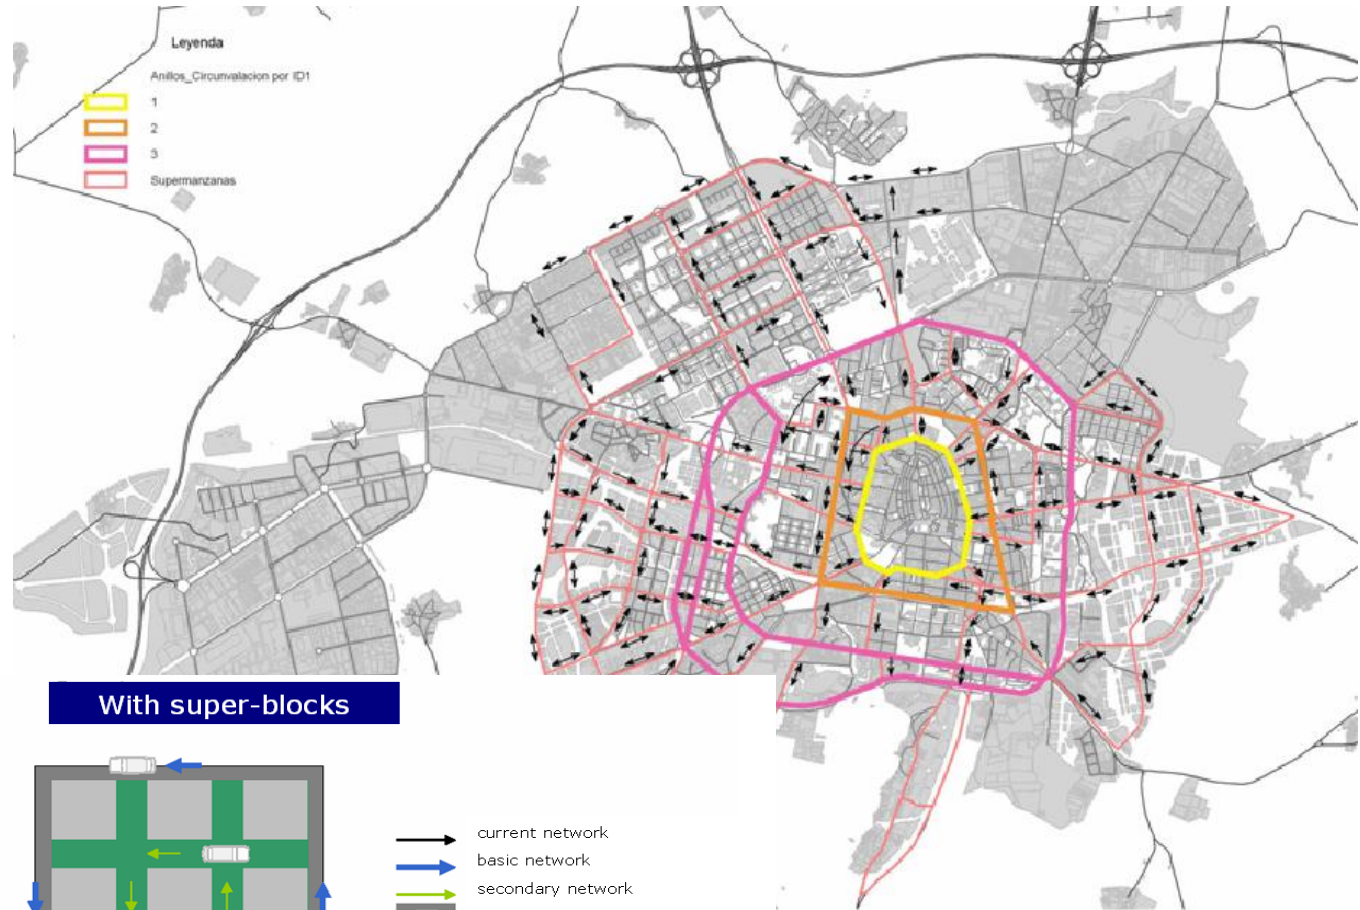 Leyenda
Anillos_Circunvalacion por ID1
1
2
3
Supermanzanas
With super-blocks
current network
basic network
secondary network